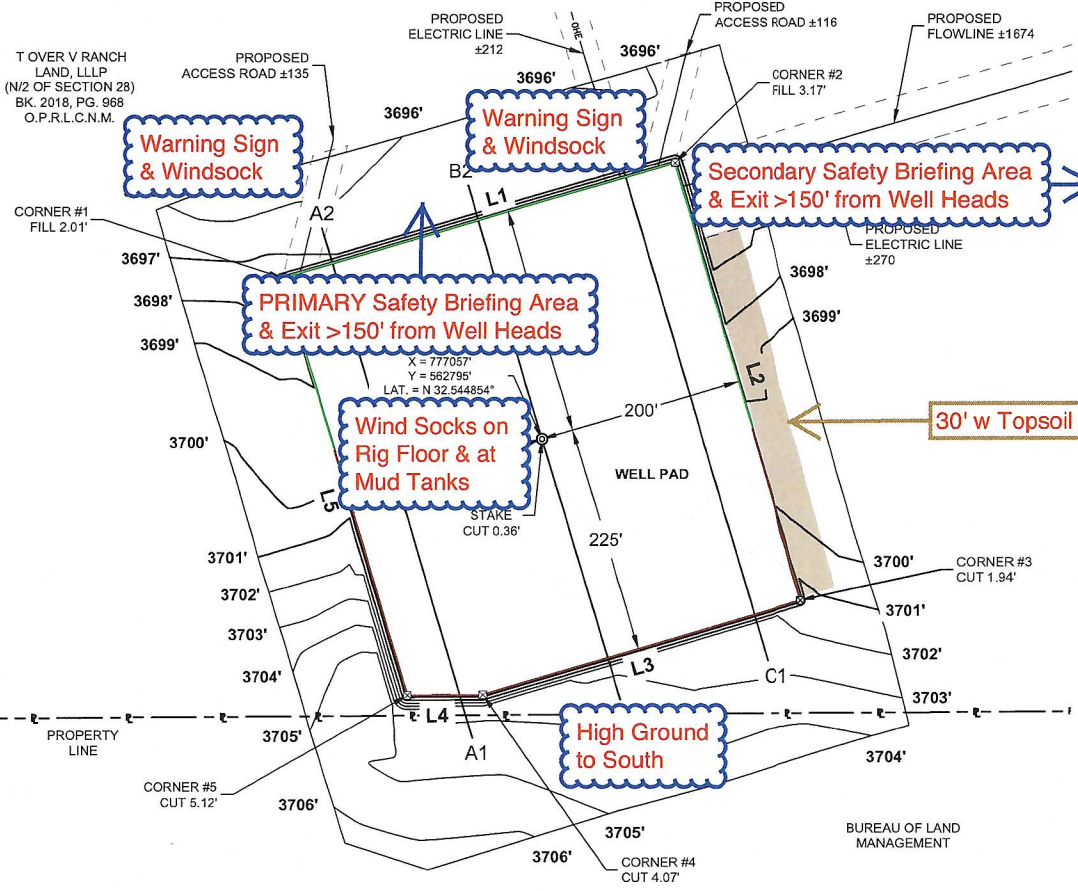 PROPOSED
ELECTRIC LINE
±212
OHE
PROPOSED
ACCESS ROAD ±116
PROPOSED
FLOWLINE ±1674
T OVER V RANCH
LAND, LLLP
(N/2 OF SECTION 28)
BK. 2018, PG. 968
O.P.R.L.C.N.M.
PROPOSED
ACCESS ROAD ±135
3696'
3696'
3696'
CORNER #2
FILL 3.17'
Warning Sign
& Windsock
Warning Sign
& Windsock
Secondary Safety Briefing Area
& Exit >150' from Well Heads
B2
L1
A2
CORNER #1
FILL 2.01'
PROPOSED
ELECTRIC LINE
±270
3697'
3698'
3699'
3698'
3699'
PRIMARY Safety Briefing Area
& Exit >150' from Well Heads
X = 777057'
Y = 562795'
LAT. = N 32.544854°
L2
200'
30' w Topsoil
Wind Socks on
Rig Floor & at
Mud Tanks
3700'
WELL PAD
L5
STAKE
CUT 0.36'
225'
3701'
3702'
3703'
3704'
3705'
3700'
CORNER #3
CUT 1.94'
3701'
3702'
3703'
3704'
L3
C1
L4
A1
PROPERTY
LINE
High Ground
to South
CORNER #5
CUT 5.12'
3706'
3705'
3706'
CORNER #4
CUT 4.07'
BUREAU OF LAND
MANAGEMENT